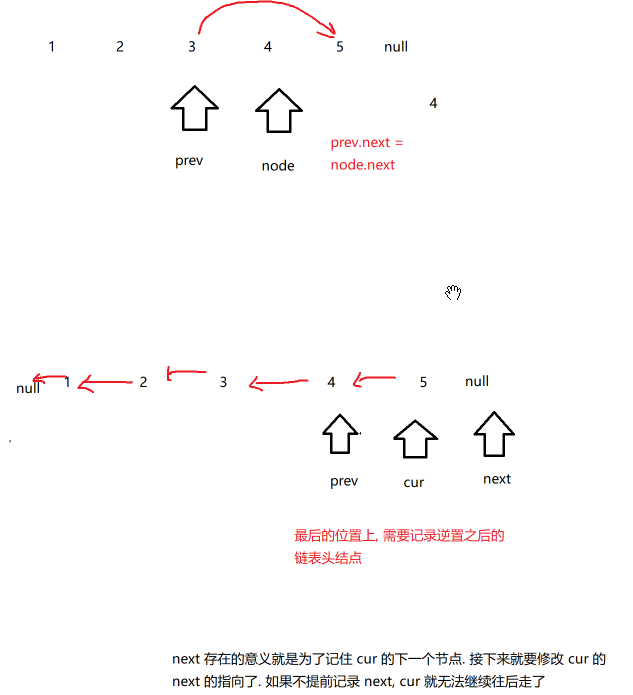 1 2 3 4 5 null
4
prev node
prev.next =
node.next
null 1 2 3 4 5 null
prev cur next
最后的位置上, 需要记录逆置之后的
链表头结点
next 存在的意义就是为了记住 cur 的下一个节点. 接下来就要修改 cur 的
next 的指向了. 如果不提前记录 next, cur 就无法继续往后走了